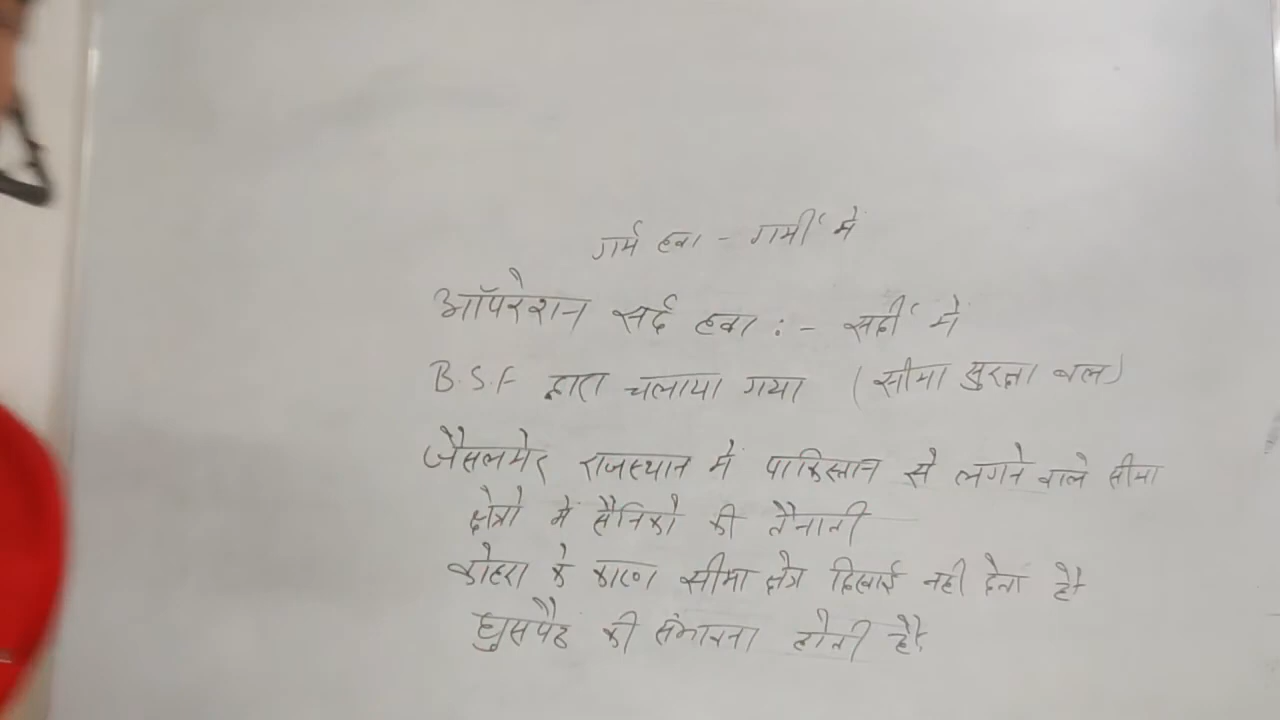 गर्म हवा - गर्मी में
ऑपरेशन सर्द हवा :- सर्दी में
B.S.F द्वारा चलाया गया (सीमा सुरक्षा बल)
जैसलमेर राजस्थान में पाकिस्तान से लगने वाले सीमा
क्षेत्रो में सैनिको की तैनाती
कोहरा के कारण सीमा क्षेत्र दिखाई नही देता है
घुसपैठ की संभावना होती है